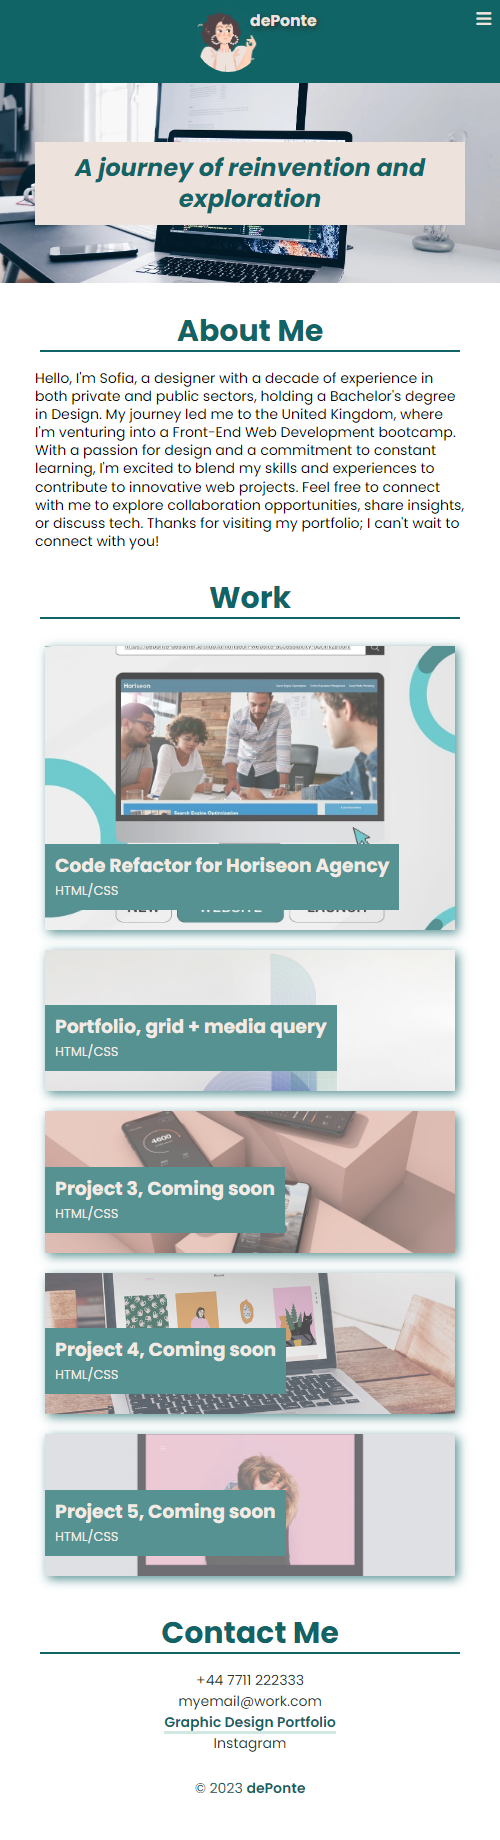 dePonte
A journey of reinvention and
exploration
About Me
Hello, I'm Sofia, a designer with a decade of experience in
both private and public sectors, holding a Bachelor's degree
in Design. My journey led me to the United Kingdom, where
I'm venturing into a Front-End Web Development bootcamp.
With a passion for design and a commitment to constant
learning, I'm excited to blend my skills and experiences to
contribute to innovative web projects. Feel free to connect
with me to explore collaboration opportunities, share insights,
or discuss tech. Thanks for visiting my portfolio; I can't wait to
connect with you!
Work
Horiseon
Search Engine Optimization
Code Refactor for Horiseon Agency
HTML/CSS
NEW WEBSITE LAUNCH
Portfolio, grid + media query
HTML/CSS
4600
Project 3, Coming soon
HTML/CSS
Project 4, Coming soon
HTML/CSS
Project 5, Coming soon
HTML/CSS
Contact Me
+44 7711 222333
myemail@work.com
Graphic Design Portfolio
Instagram
© 2023 dePonte